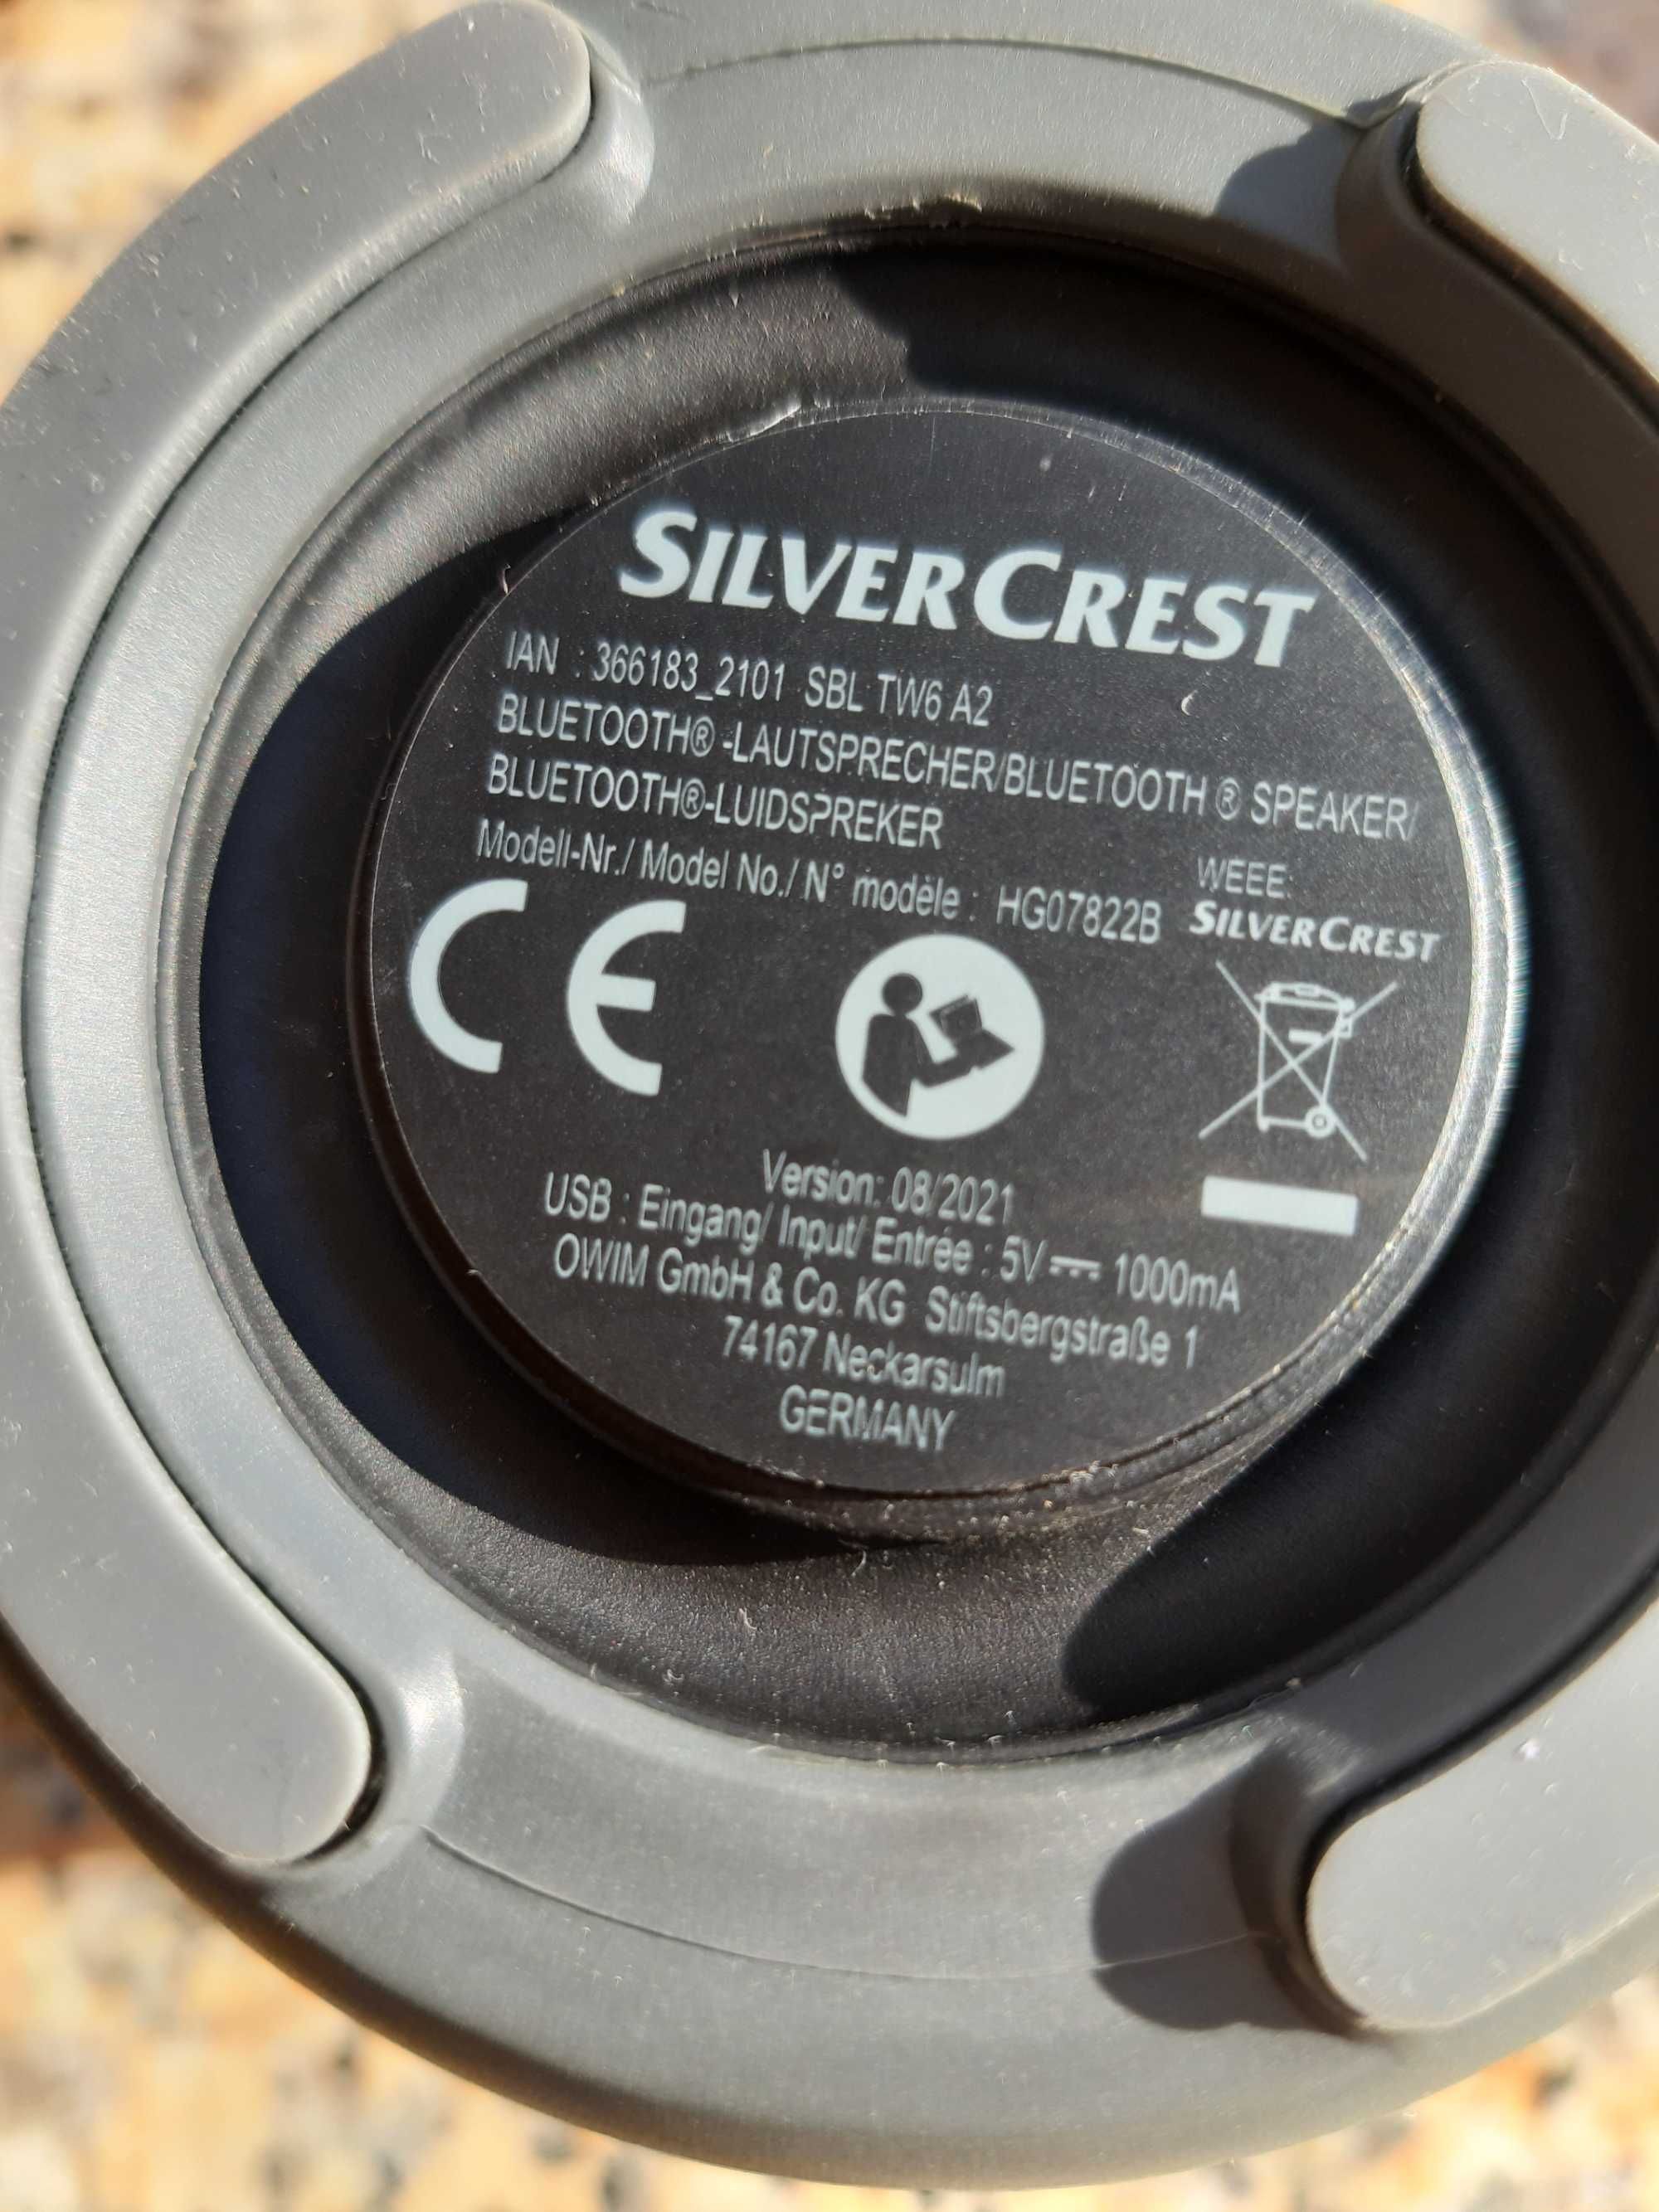 SILVERCREST
IAN : 366183_2101 SBL TW6 A2
BLUETOOTH® -LAUTSPRECHER/BLUETOOTH ® SPEAKER/
BLUETOOTH®-LUIDSPREKER
Modell-Nr./ Model No./ N° modèle : HG07822B
WEEE:
SILVERCREST
CE
Version: 08/2021
USB : Eingang/ Input/ Entrée : 5V ⎓ 1000mA
OWIM GmbH & Co. KG Stiftsbergstraße 1
74167 Neckarsulm
GERMANY